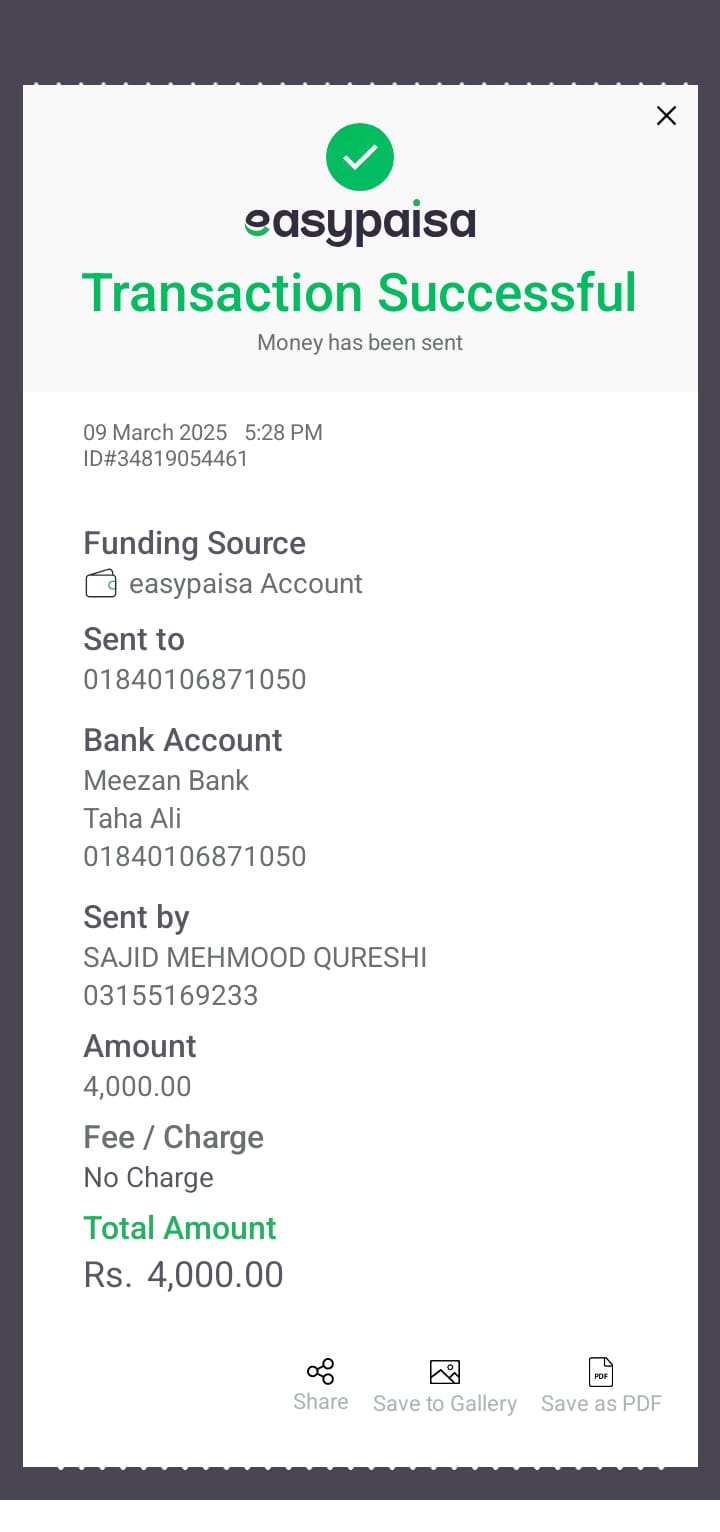 easypaisa
Transaction Successful
Money has been sent
09 March 2025 5:28 PM
ID#34819054461
Funding Source
easypaisa Account
Sent to
01840106871050
Bank Account
Meezan Bank
Taha Ali
01840106871050
Sent by
SAJID MEHMOOD QURESHI
03155169233
Amount
4,000.00
Fee / Charge
No Charge
Total Amount
Rs. 4,000.00
PDF
Share Save to Gallery Save as PDF